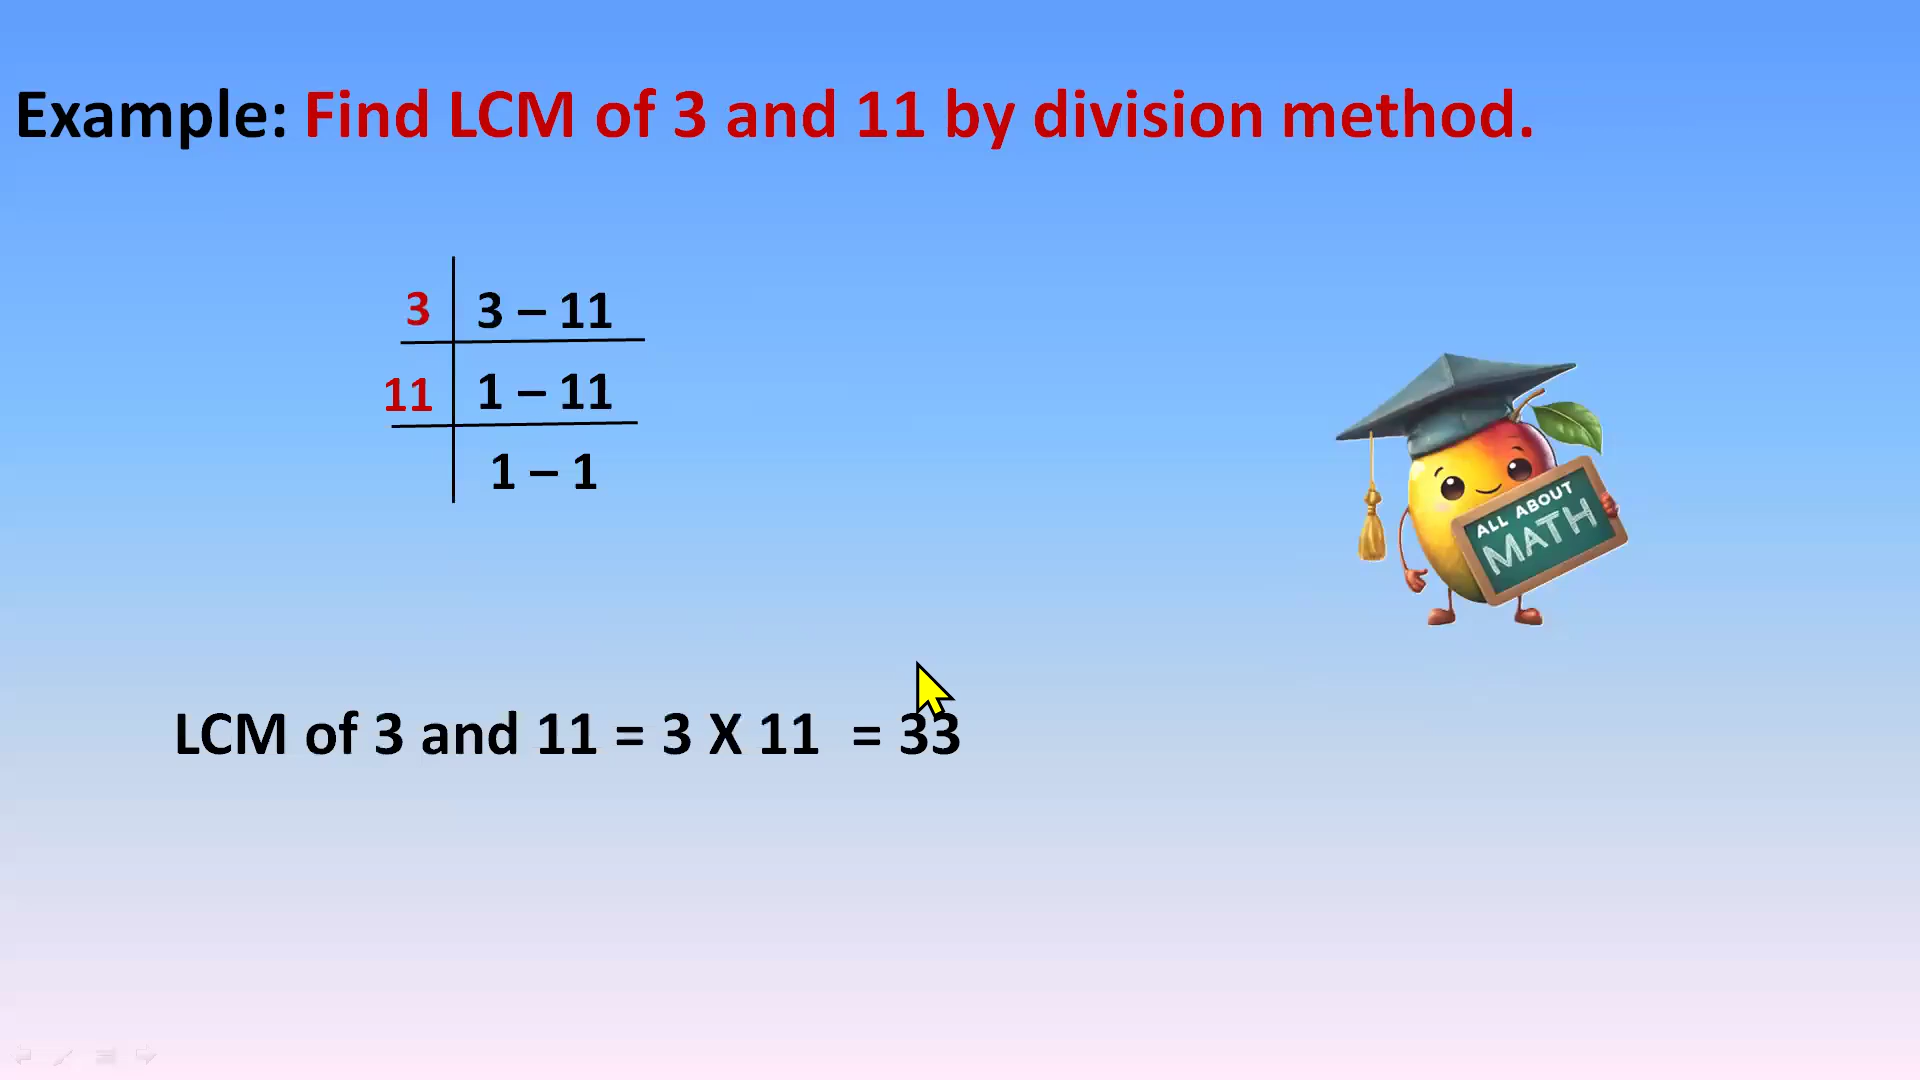 Example: Find LCM of 3 and 11 by division method.
3 3 – 11
11 1 – 11
1 – 1
ALL ABOUT
MATH
LCM of 3 and 11 = 3 X 11 = 33